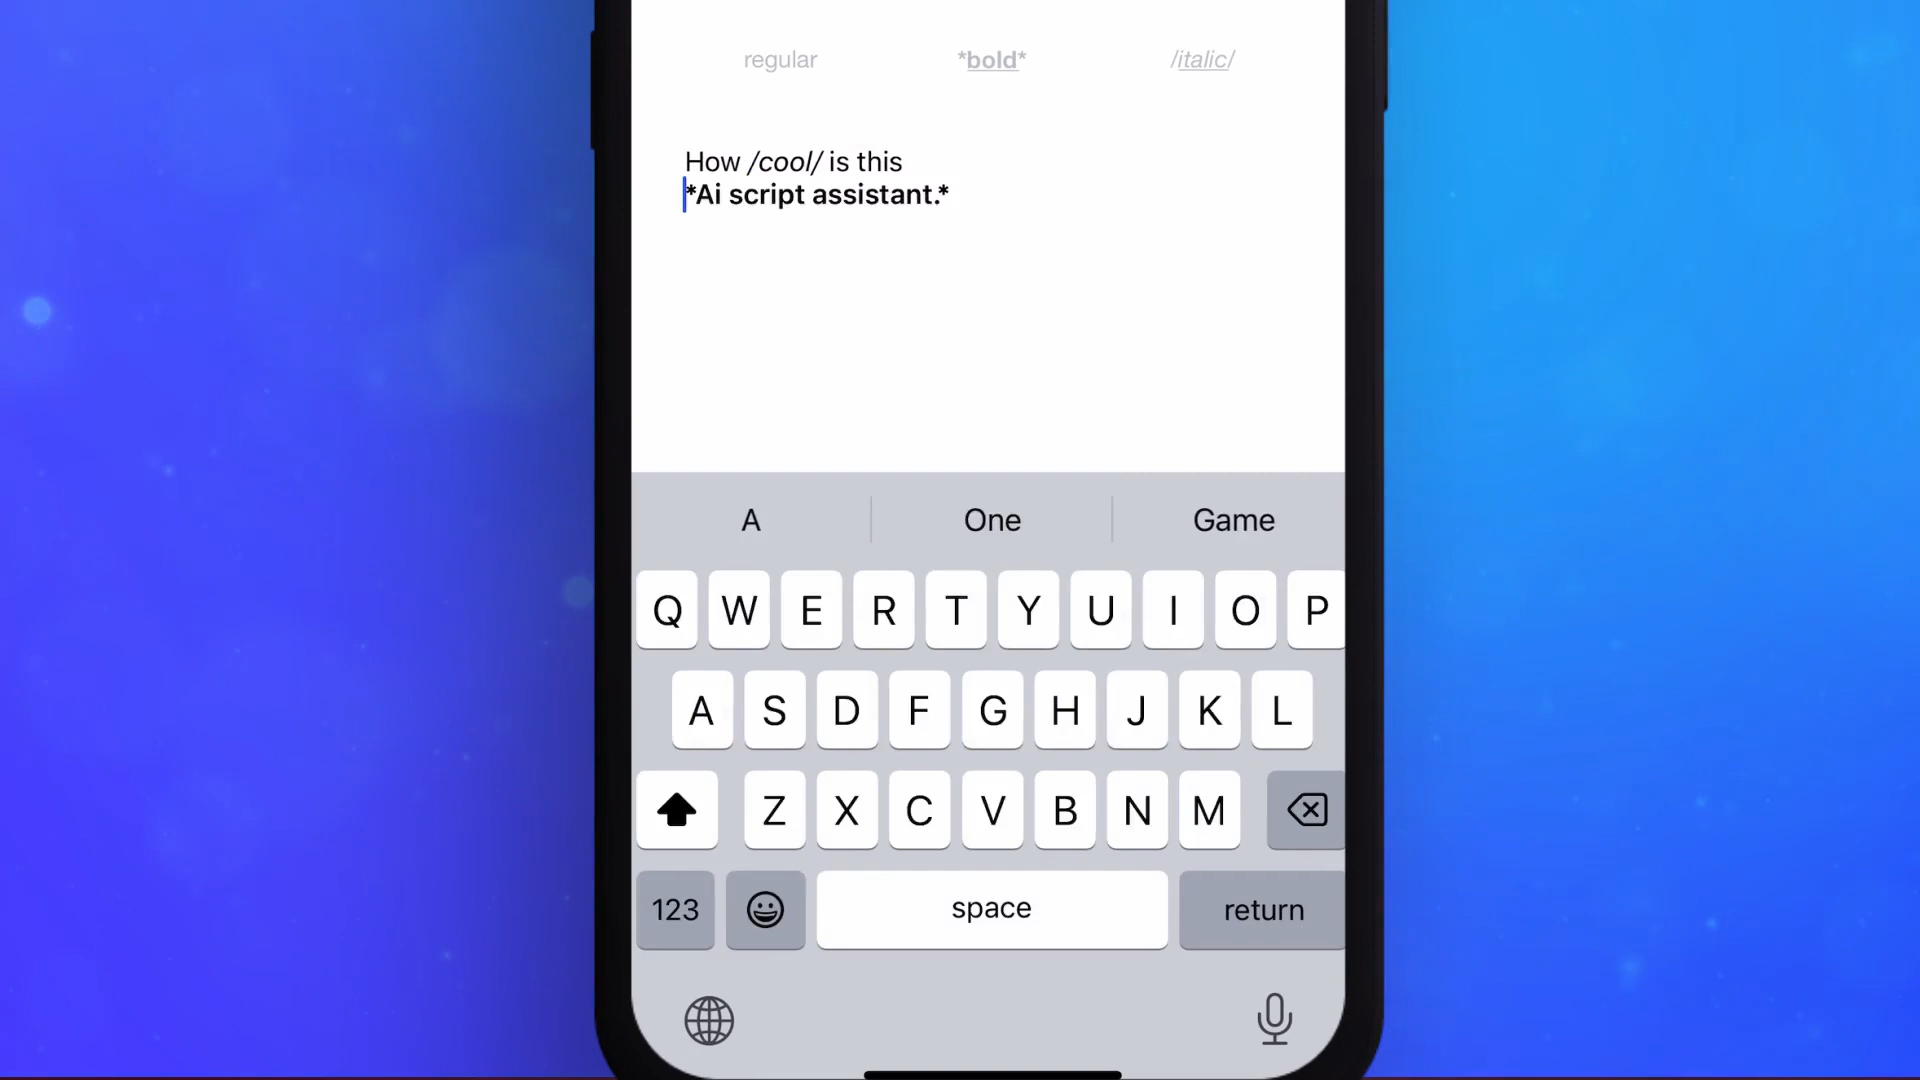 regular *bold* /italic/
How /cool/ is this
*Ai script assistant.*
A One Game
Q W E R T Y U I O P
A S D F G H J K L
Z X C V B N M
123 space return